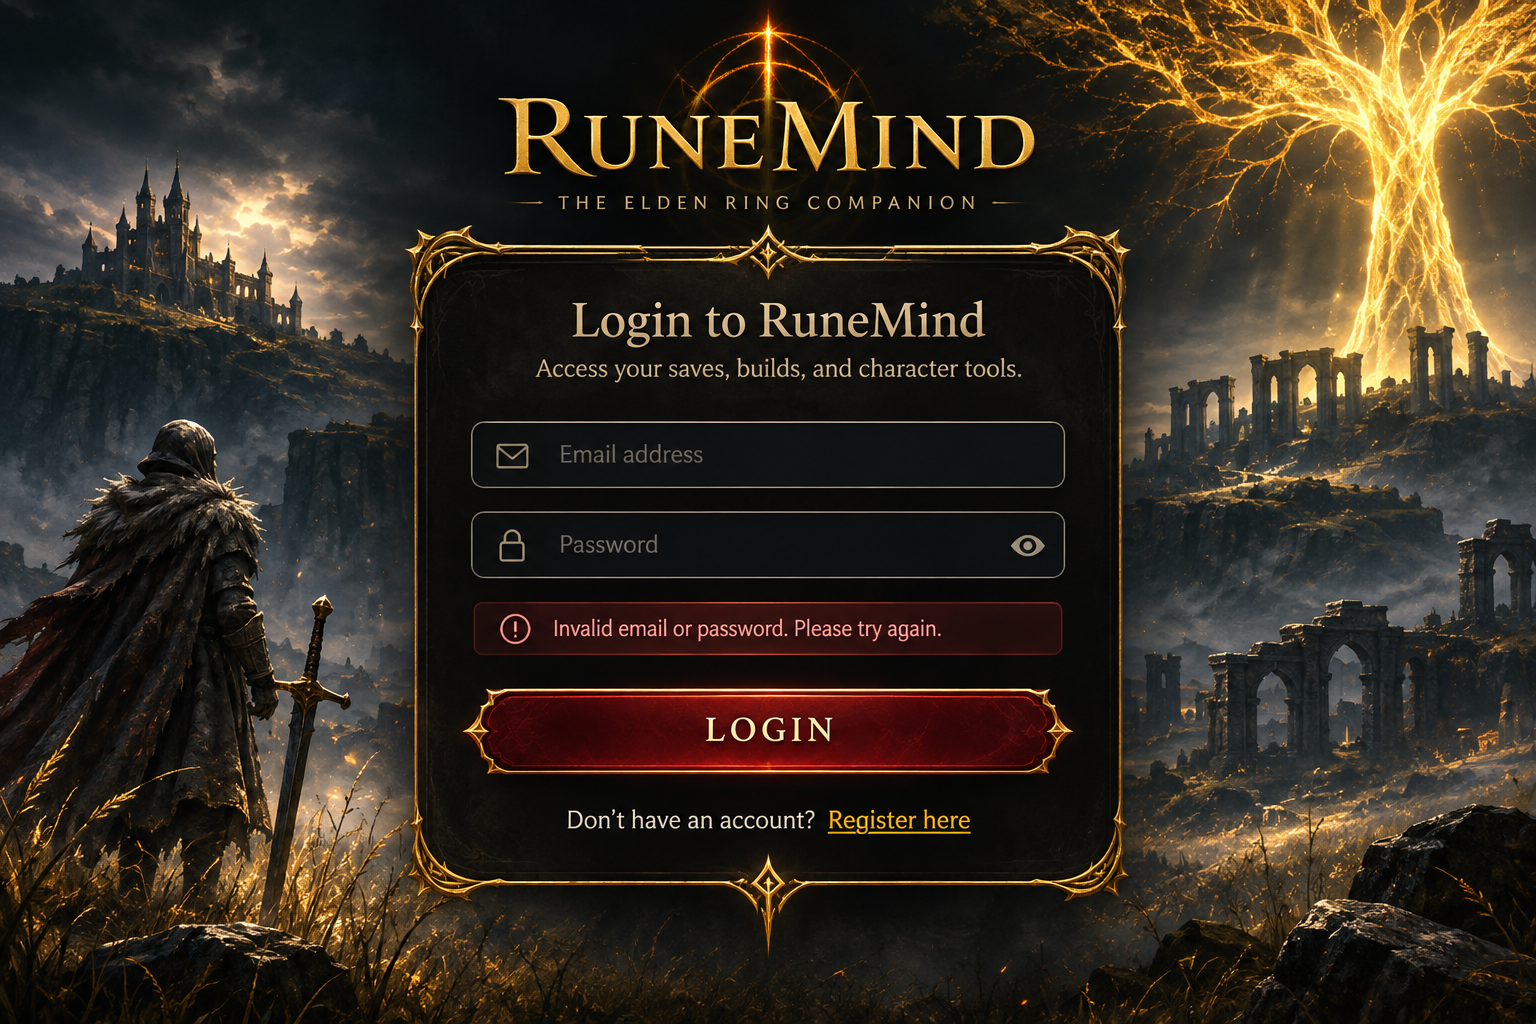 RUNEMIND
THE ELDEN RING COMPANION
Login to RuneMind
Access your saves, builds, and character tools.
Email address
Password
Invalid email or password. Please try again.
LOGIN
Don't have an account? Register here